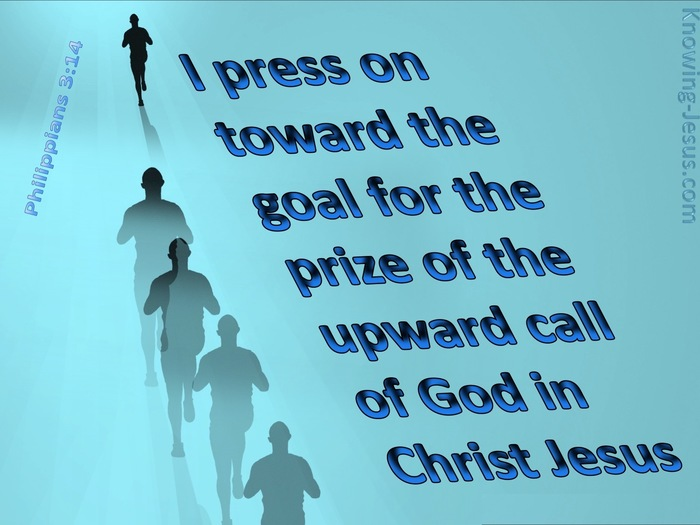 Philippians 3:14
I press on
toward the
goal for the
prize of the
upward call
of God in
Christ Jesus
Knowing-Jesus.com